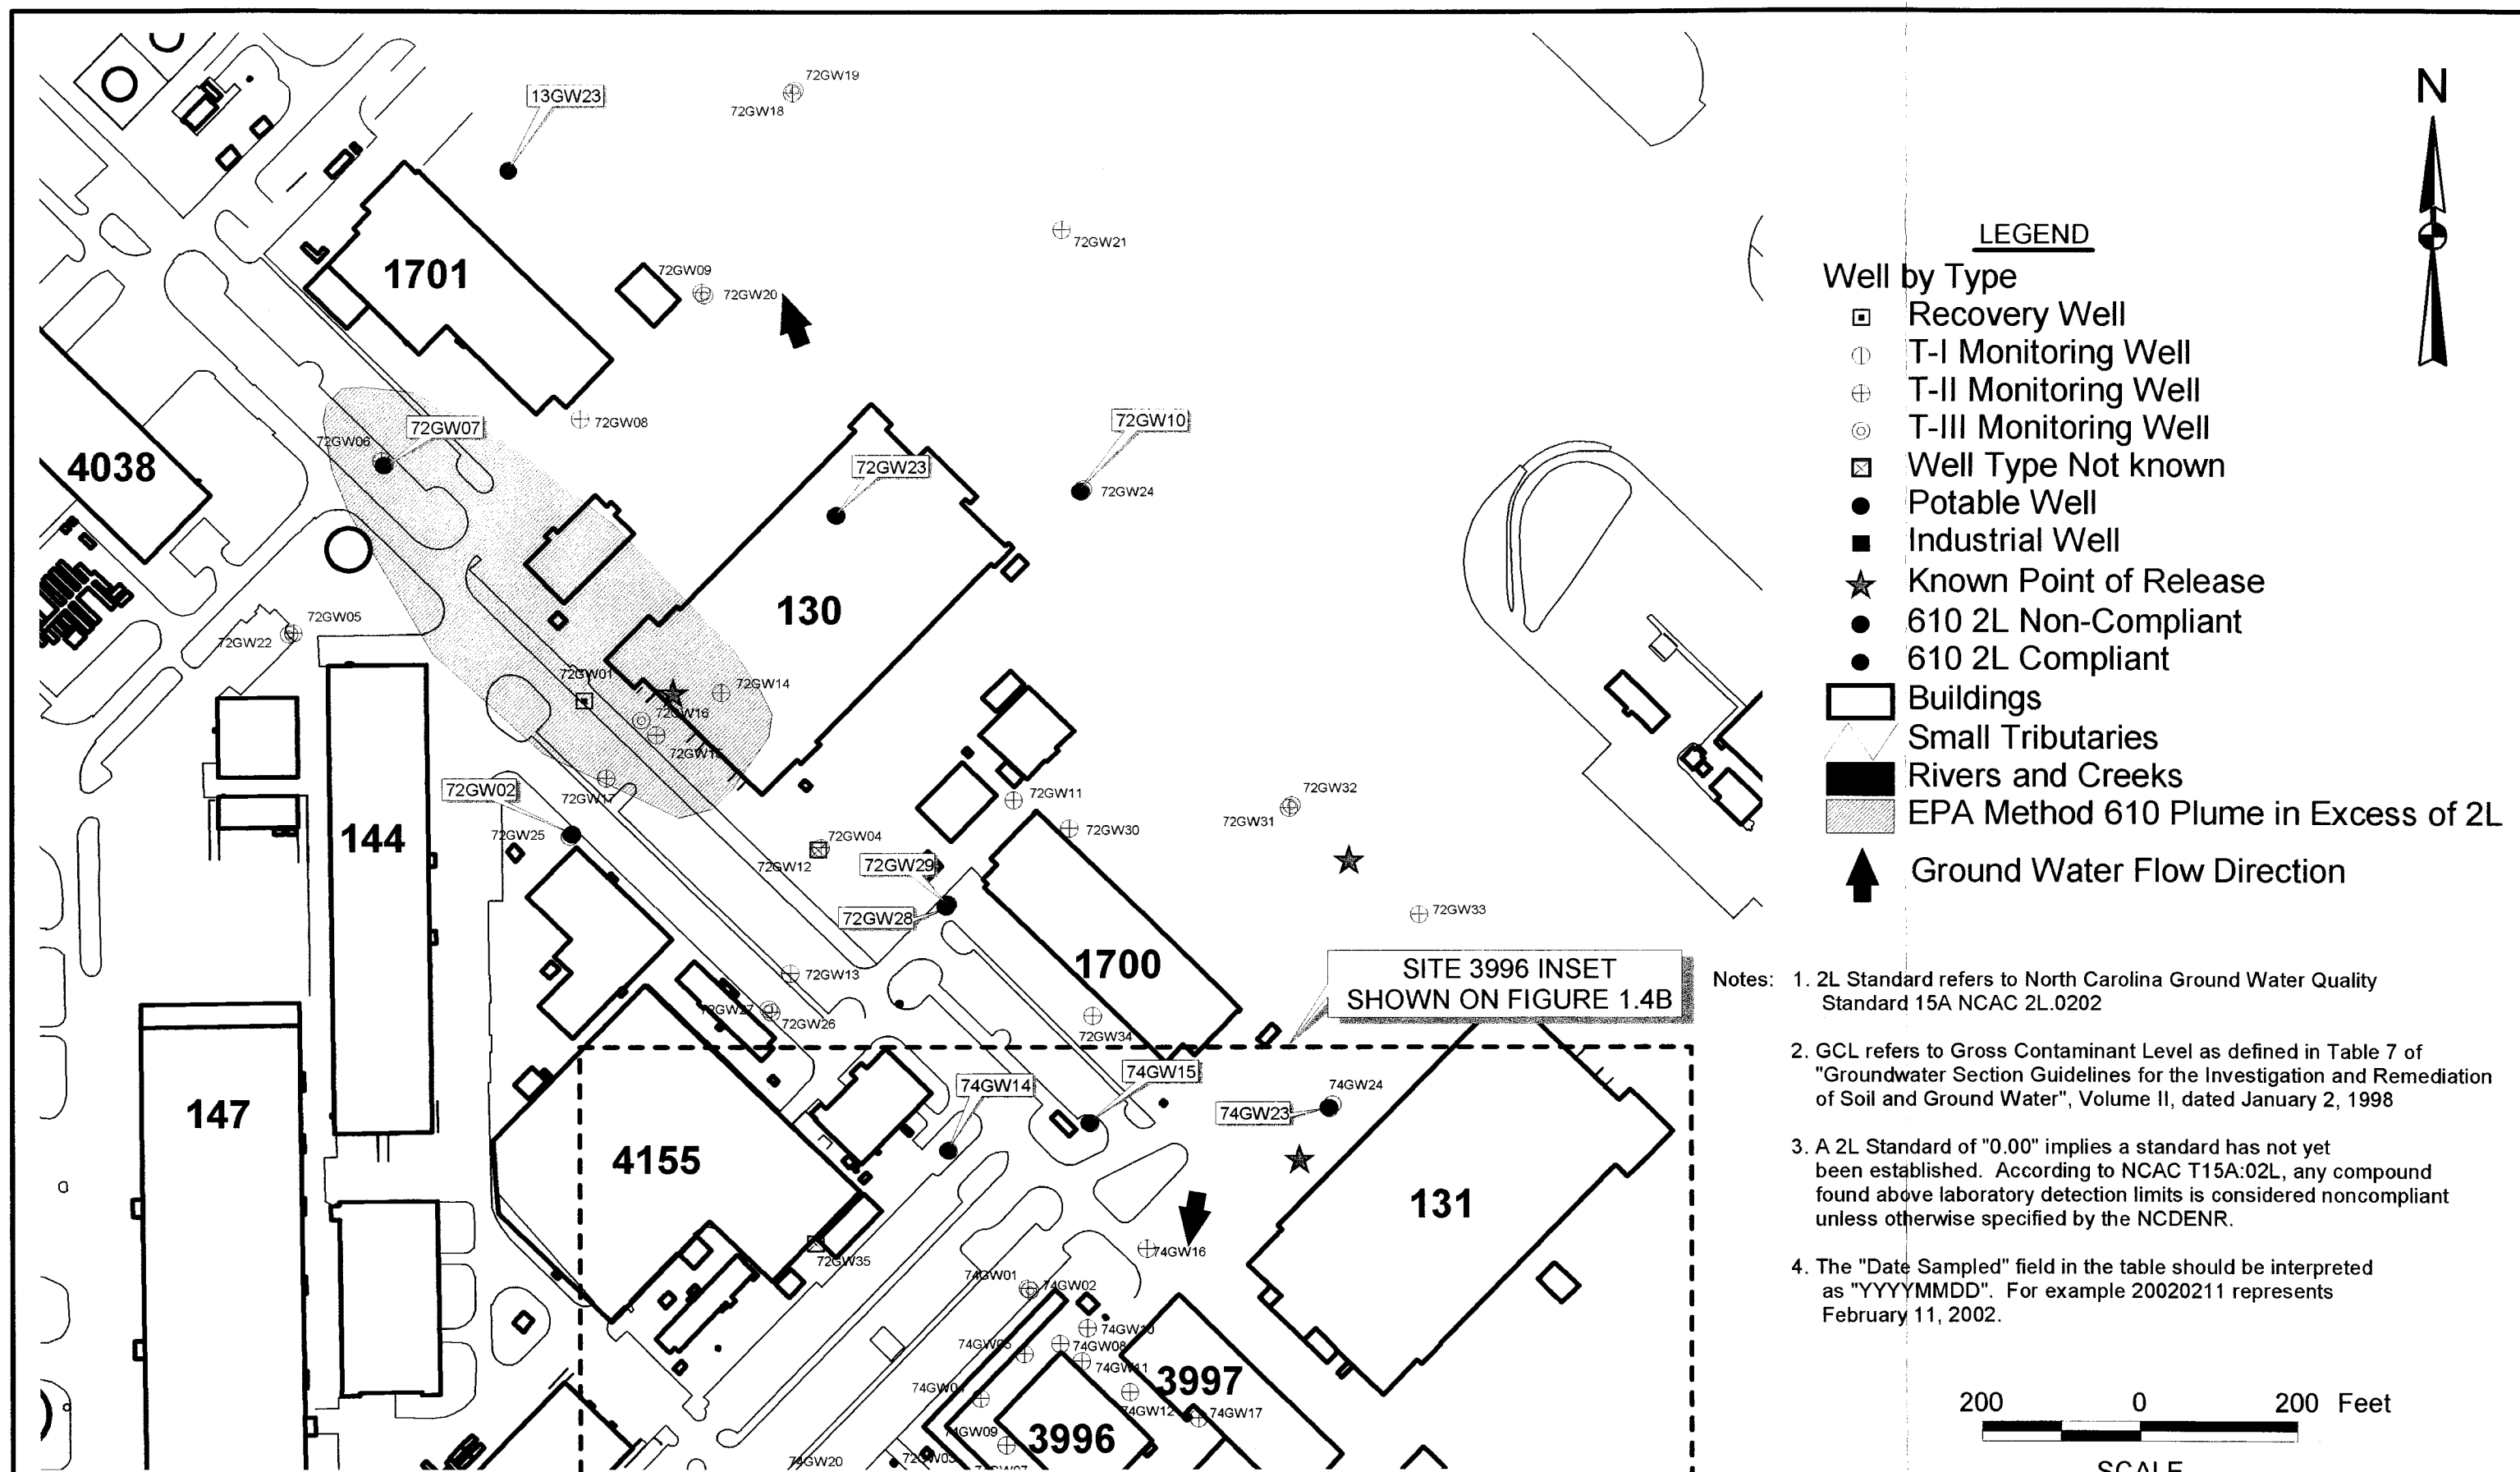 72GW19
13GW23
72GW18
N
72GW21
LEGEND
Well by Type
Recovery Well
T-I Monitoring Well
T-II Monitoring Well
T-III Monitoring Well
Well Type Not known
Potable Well
Industrial Well
Known Point of Release
610 2L Non-Compliant
610 2L Compliant
Buildings
Small Tributaries
Rivers and Creeks
EPA Method 610 Plume in Excess of 2L
Ground Water Flow Direction
1701
72GW09
72GW20
72GW08
72GW07
72GW06
72GW10
72GW23
72GW24
4038
130
72GW05
72GW22
72GW01
72GW14
72GW16
72GW15
72GW17
72GW02
72GW25
144
72GW04
72GW12
72GW11
72GW30
72GW32
72GW31
72GW29
72GW28
72GW33
1700
SITE 3996 INSET
SHOWN ON FIGURE 1.4B
72GW13
72GW27
72GW26
72GW34
74GW15
74GW14
74GW24
74GW23
147
4155
131
72GW35
74GW16
74GW01
74GW02
74GW10
74GW08
74GW11
74GW12
74GW17
3997
74GW09
3996
74GW20
72GW03
Notes: 1. 2L Standard refers to North Carolina Ground Water Quality
Standard 15A NCAC 2L.0202
2. GCL refers to Gross Contaminant Level as defined in Table 7 of
"Groundwater Section Guidelines for the Investigation and Remediation
of Soil and Ground Water", Volume II, dated January 2, 1998
3. A 2L Standard of "0.00" implies a standard has not yet
been established. According to NCAC T15A:02L, any compound
found above laboratory detection limits is considered noncompliant
unless otherwise specified by the NCDENR.
4. The "Date Sampled" field in the table should be interpreted
as "YYYYMMDD". For example 20020211 represents
February 11, 2002.
200 0 200 Feet
SCALE